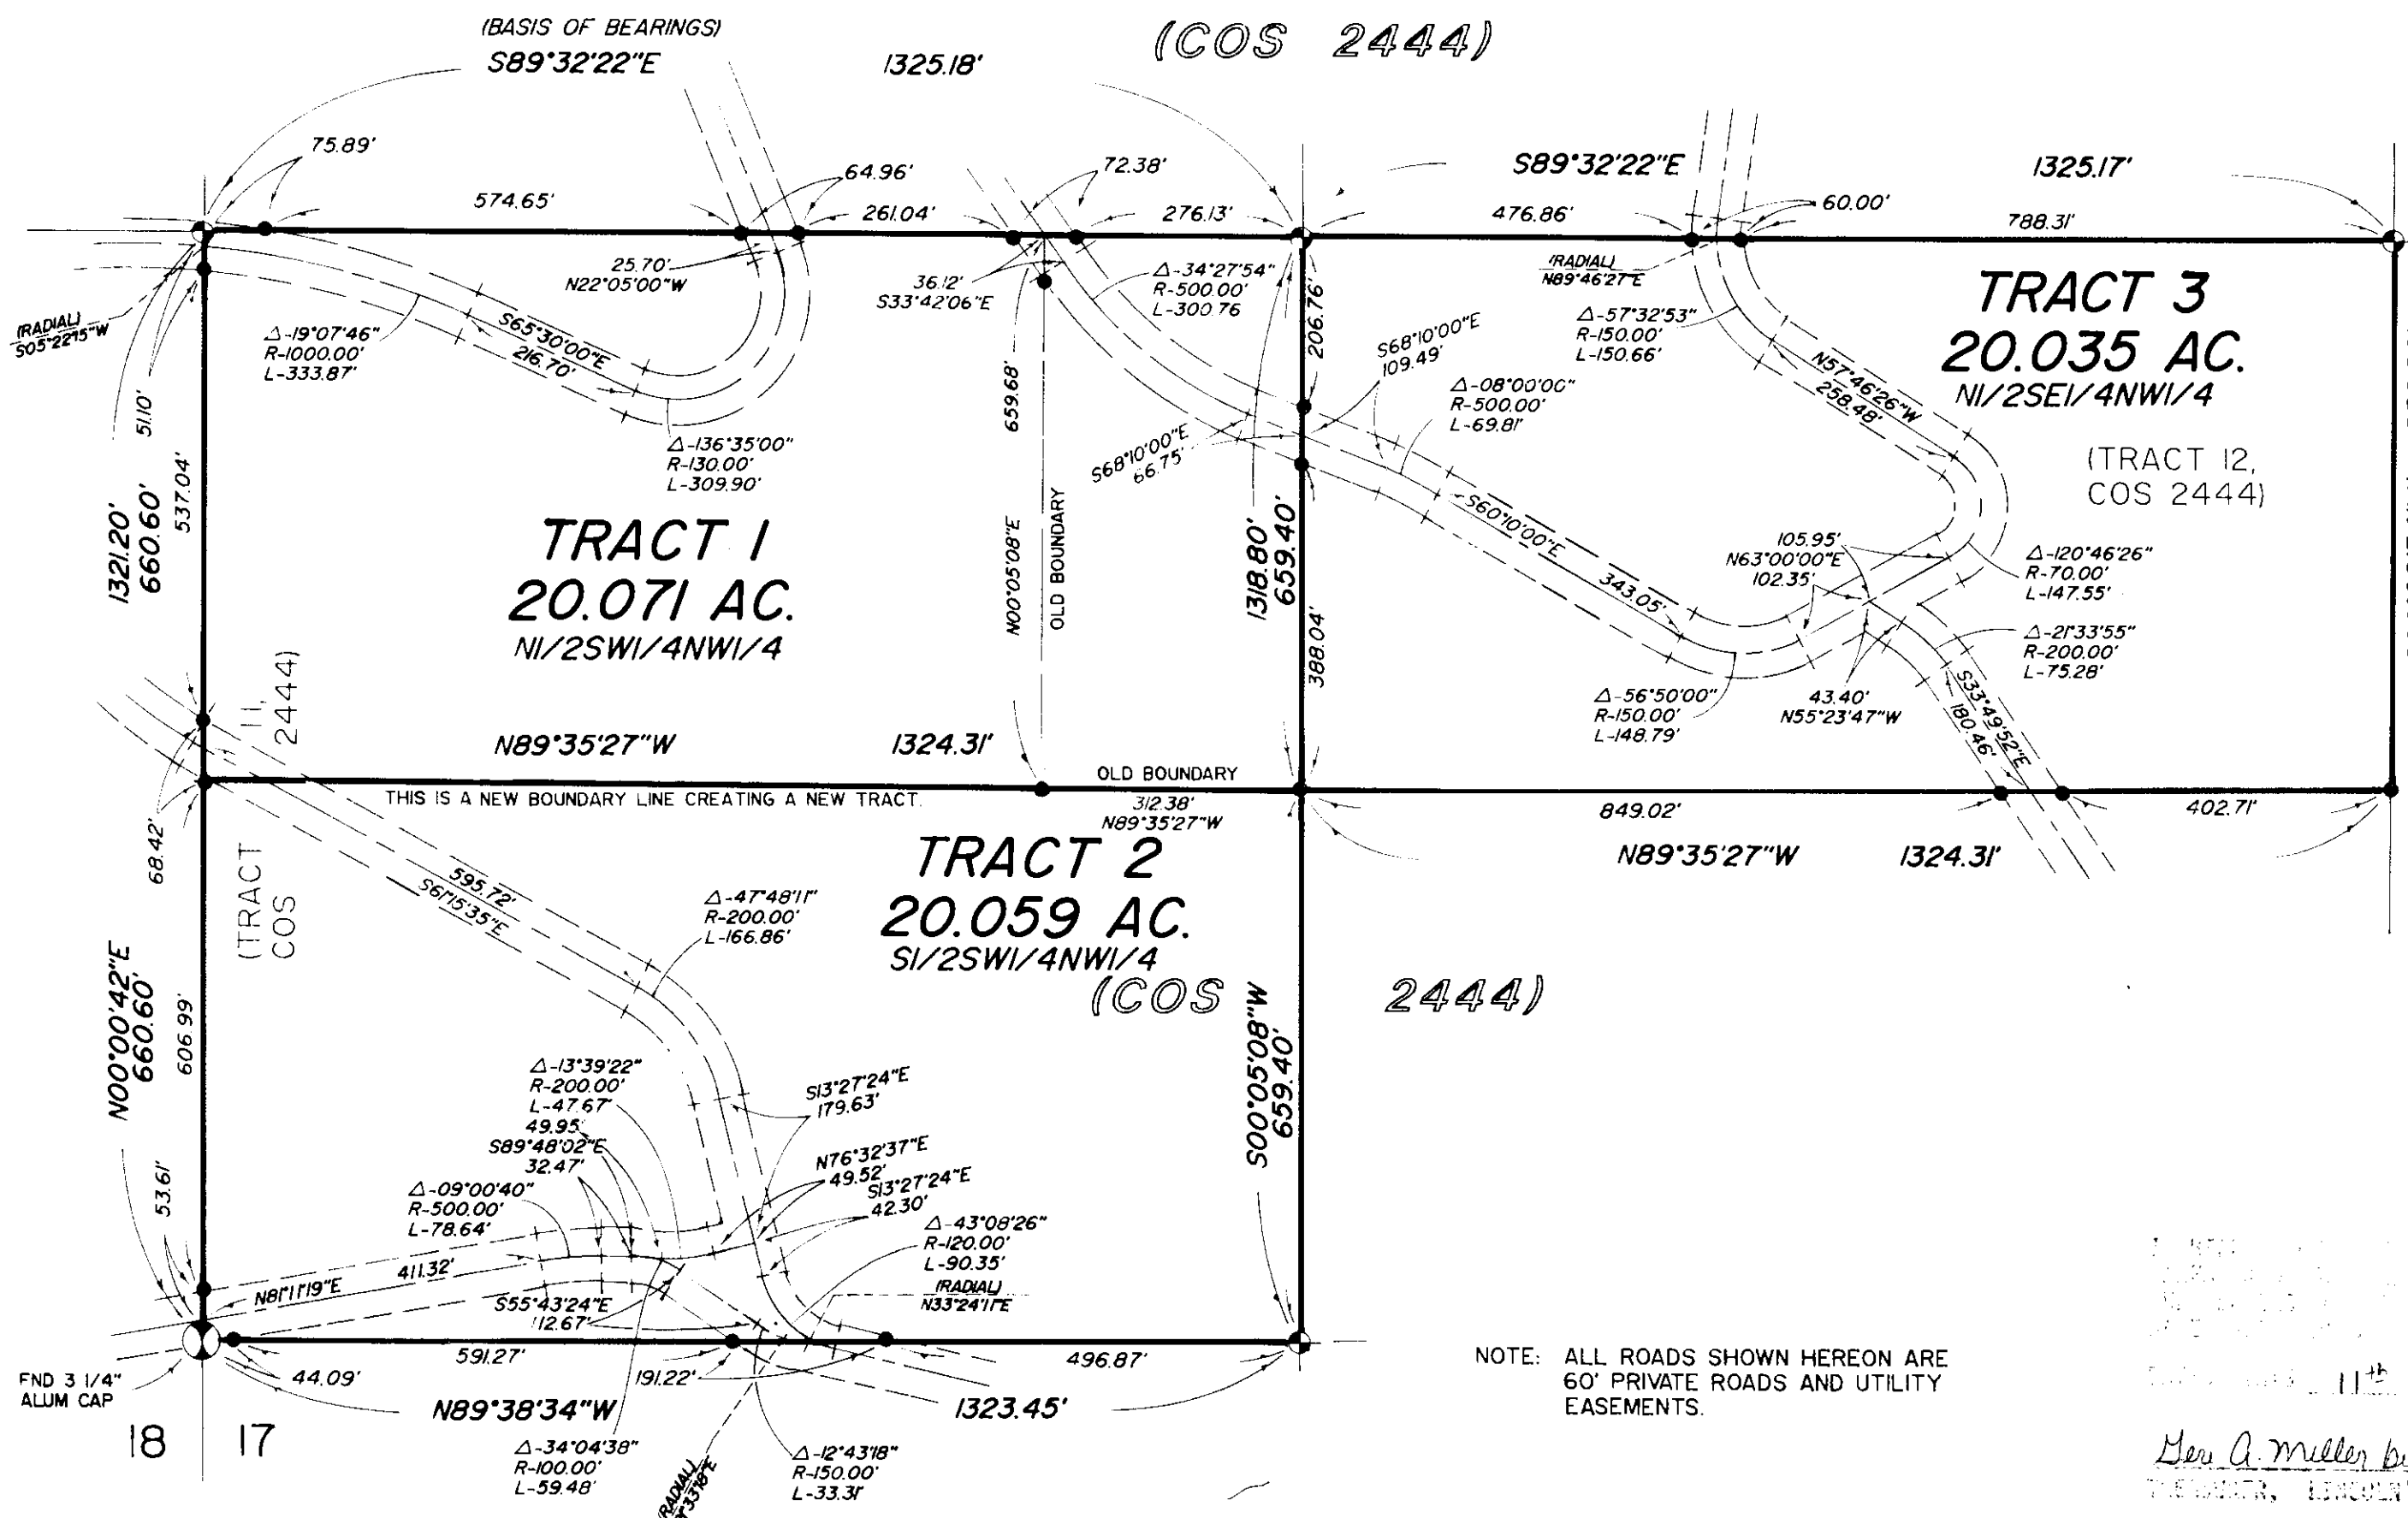 (BASIS OF BEARINGS)
S89°32'22"E
1325.18'
(COS 2444)
75.89'
574.65'
64.96'
261.04'
72.38'
276.13'
S89°32'22"E
1325.17'
476.86'
60.00'
788.31'
(RADIAL)
S05°22'15"W
25.70'
N22°05'00"W
36.12'
S33°42'06"E
Δ-34°27'54"
R-500.00'
L-300.76
(RADIAL)
N89°46'27"E
Δ-19°07'46"
R-1000.00'
L-333.87'
S65°30'00"E
216.70'
Δ-136°35'00"
R-130.00'
L-309.90'
51.10'
537.04'
1321.20'
660.60'
659.68'
N00°05'08"E
OLD BOUNDARY
206.76'
1318.80'
659.40'
388.04'
S68°10'00"E
66.75'
S68°10'00"E
109.49'
Δ-08°00'00"
R-500.00'
L-69.81'
Δ-57°32'53"
R-150.00'
L-150.66'
N57°46'26"W
258.48'
TRACT 3
20.035 AC.
N1/2SE1/4NW1/4
(TRACT 12,
COS 2444)
TRACT 1
20.071 AC.
N1/2SW1/4NW1/4
S60°10'00"E
343.05'
105.95'
N63°00'00"E
102.35'
Δ-120°46'26"
R-70.00'
L-147.55'
Δ-21°33'55"
R-200.00'
L-75.28'
Δ-56°50'00"
R-150.00'
L-148.79'
43.40'
N55°23'47"W
S33°49'52"E
180.46'
(TRACT 11,
COS 2444)
N89°35'27"W
1324.31'
THIS IS A NEW BOUNDARY LINE CREATING A NEW TRACT.
OLD BOUNDARY
312.38'
N89°35'27"W
849.02'
402.71'
N89°35'27"W
1324.31'
68.42'
595.72'
S61°15'35"E
TRACT 2
20.059 AC.
S1/2SW1/4NW1/4
(COS 2444)
Δ-47°48'11"
R-200.00'
L-166.86'
N00°00'42"E
660.60'
606.99'
53.61'
S00°05'08"W
659.40'
Δ-13°39'22"
R-200.00'
L-47.67'
49.95'
S89°48'02"E
32.47'
S13°27'24"E
179.63'
N76°32'37"E
49.52'
S13°27'24"E
42.30'
Δ-09°00'40"
R-500.00'
L-78.64'
Δ-43°08'26"
R-120.00'
L-90.35'
(RADIAL)
N33°24'11"E
N81°11'19"E
411.32'
S55°43'24"E
112.67'
FND 3 1/4"
ALUM CAP
44.09'
591.27'
191.22'
496.87'
N89°38'34"W
1323.45'
18
17
Δ-34°04'38"
R-100.00'
L-59.48'
(RADIAL)
Δ-12°43'18"
R-150.00'
L-33.31'
NOTE: ALL ROADS SHOWN HEREON ARE
60' PRIVATE ROADS AND UTILITY
EASEMENTS.
11th
Geri A. Miller
TREASURER, LINCOLN